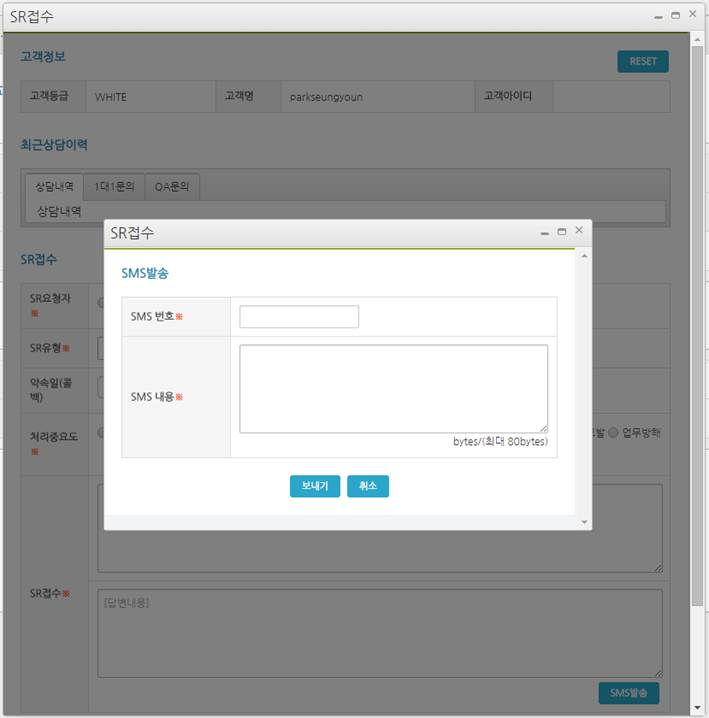 SR접수
고객정보
RESET
고객등급 WHITE 고객명 parkseungyoun 고객아이디
최근상담이력
상담내역 1대1문의 QA문의
상담내역
SR접수
SR요청자
※
SR유형※
약속일(콜
백)
처리중요도
※
발 업무방해
SR접수※
[답변내용]
SMS발송
SR접수
SMS발송
SMS 번호※
SMS 내용※
bytes/(최대 80bytes)
보내기 취소